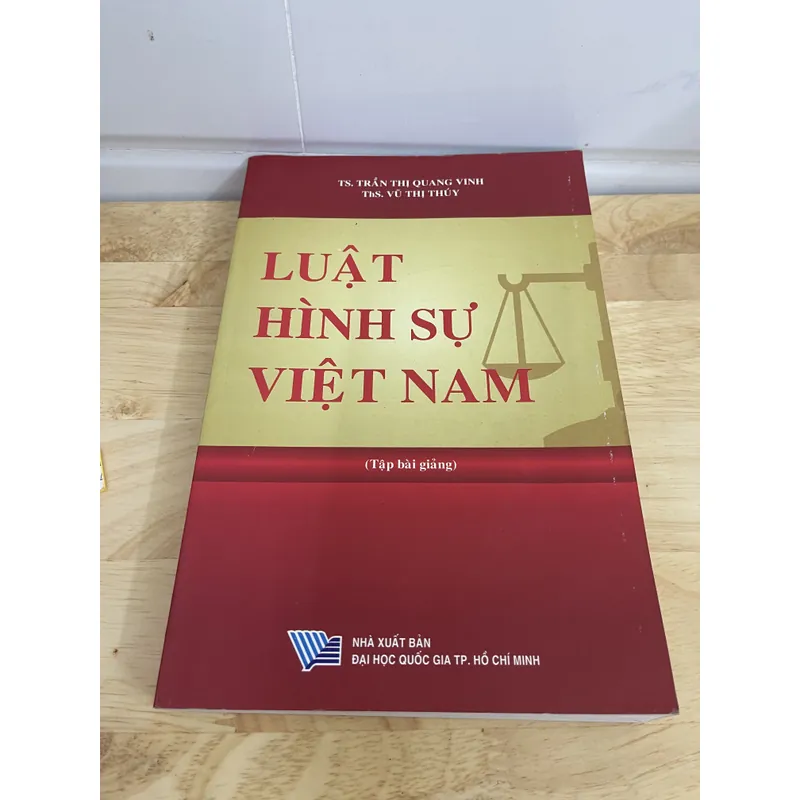 TS. TRẦN THỊ QUANG VINH
ThS. VŨ THỊ THÚY
LUẬT
HÌNH SỰ
VIỆT NAM
(Tập bài giảng)
NHÀ XUẤT BẢN
ĐẠI HỌC QUỐC GIA TP. HỒ CHÍ MINH